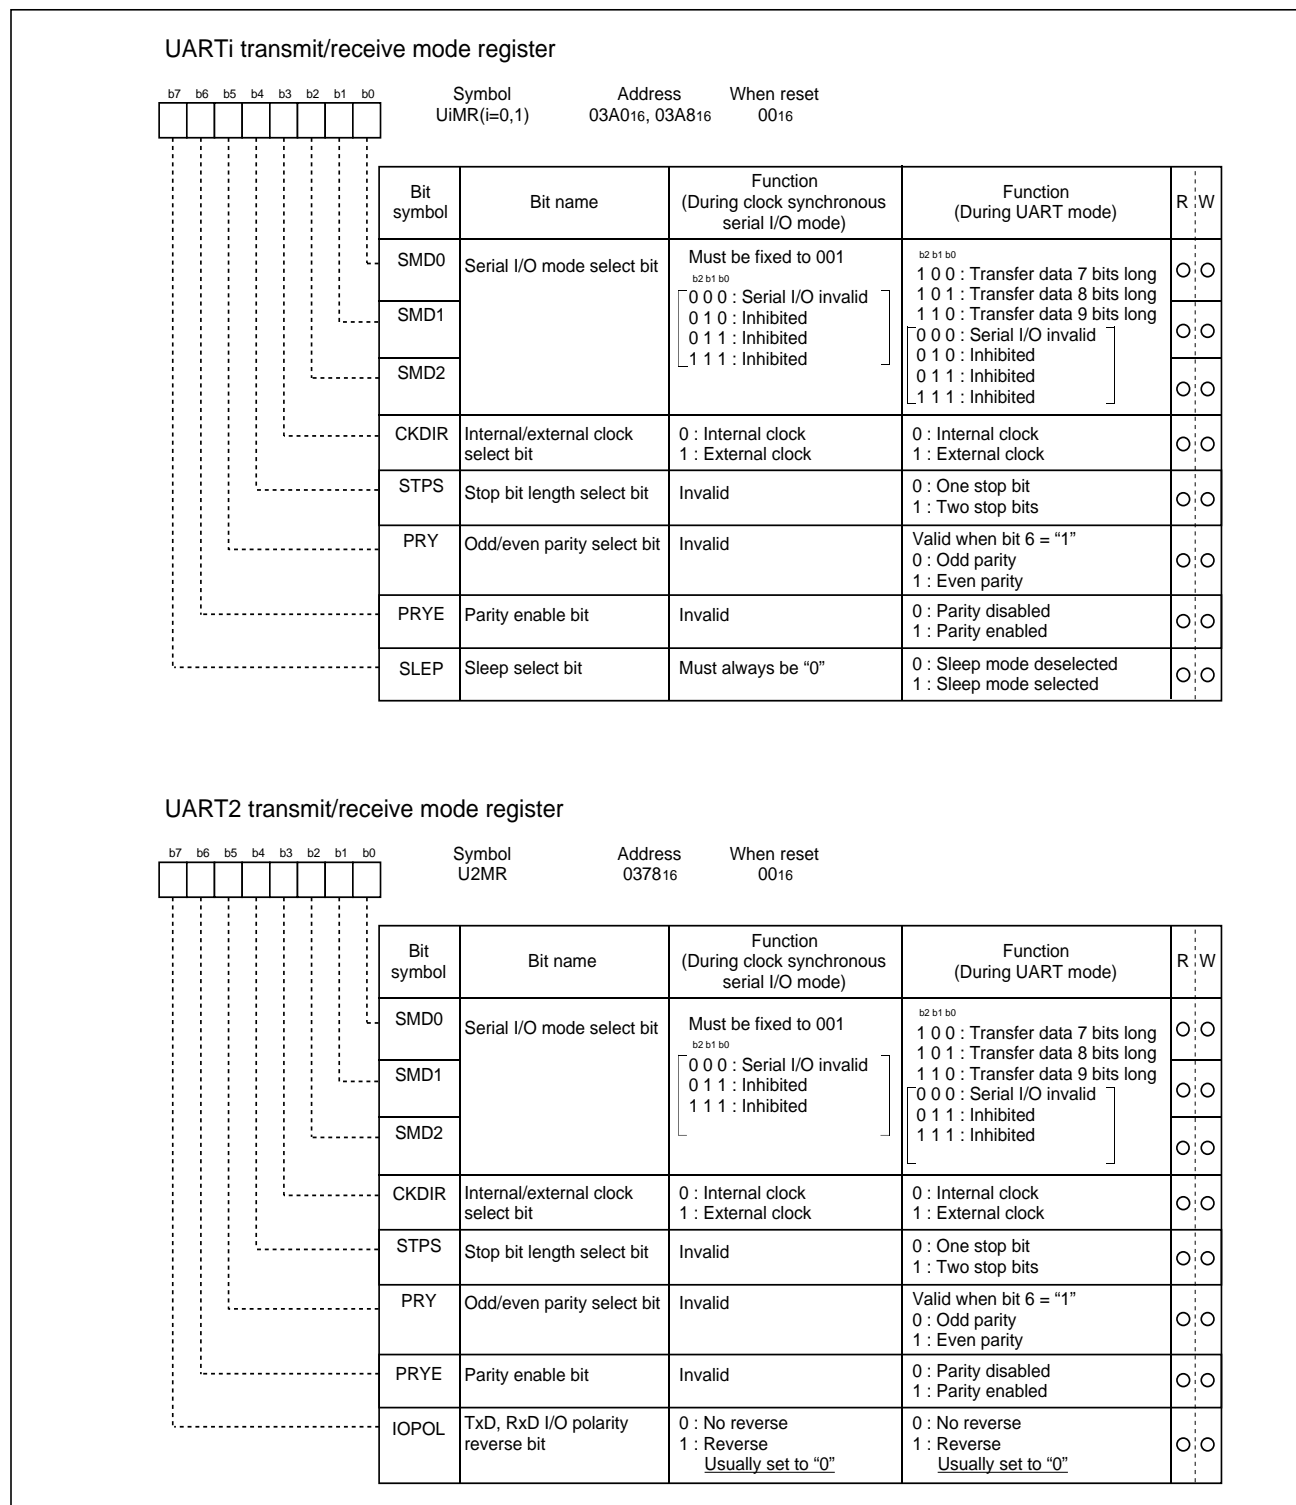 UARTi transmit/receive mode register
b7 b6 b5 b4 b3 b2 b1 b0
Symbol Address When reset
UiMR(i=0,1) 03A016, 03A816 0016
Bit symbol Bit name Function (During clock synchronous serial I/O mode) Function (During UART mode) R W
SMD0 Serial I/O mode select bit
SMD1
SMD2
Must be fixed to 001
b2 b1 b0
0 0 0 : Serial I/O invalid
0 1 0 : Inhibited
0 1 1 : Inhibited
1 1 1 : Inhibited
b2 b1 b0
1 0 0 : Transfer data 7 bits long
1 0 1 : Transfer data 8 bits long
1 1 0 : Transfer data 9 bits long
0 0 0 : Serial I/O invalid
0 1 0 : Inhibited
0 1 1 : Inhibited
1 1 1 : Inhibited
CKDIR Internal/external clock select bit
0 : Internal clock
1 : External clock
0 : Internal clock
1 : External clock
STPS Stop bit length select bit Invalid
0 : One stop bit
1 : Two stop bits
PRY Odd/even parity select bit Invalid
Valid when bit 6 = “1”
0 : Odd parity
1 : Even parity
PRYE Parity enable bit Invalid
0 : Parity disabled
1 : Parity enabled
SLEP Sleep select bit Must always be “0”
0 : Sleep mode deselected
1 : Sleep mode selected
UART2 transmit/receive mode register
b7 b6 b5 b4 b3 b2 b1 b0
Symbol Address When reset
U2MR 037816 0016
Bit symbol Bit name Function (During clock synchronous serial I/O mode) Function (During UART mode) R W
SMD0 Serial I/O mode select bit
SMD1
SMD2
Must be fixed to 001
b2 b1 b0
0 0 0 : Serial I/O invalid
0 1 1 : Inhibited
1 1 1 : Inhibited
b2 b1 b0
1 0 0 : Transfer data 7 bits long
1 0 1 : Transfer data 8 bits long
1 1 0 : Transfer data 9 bits long
0 0 0 : Serial I/O invalid
0 1 1 : Inhibited
1 1 1 : Inhibited
CKDIR Internal/external clock select bit
0 : Internal clock
1 : External clock
0 : Internal clock
1 : External clock
STPS Stop bit length select bit Invalid
0 : One stop bit
1 : Two stop bits
PRY Odd/even parity select bit Invalid
Valid when bit 6 = “1”
0 : Odd parity
1 : Even parity
PRYE Parity enable bit Invalid
0 : Parity disabled
1 : Parity enabled
IOPOL TxD, RxD I/O polarity reverse bit
0 : No reverse
1 : Reverse
Usually set to “0”
0 : No reverse
1 : Reverse
Usually set to “0”